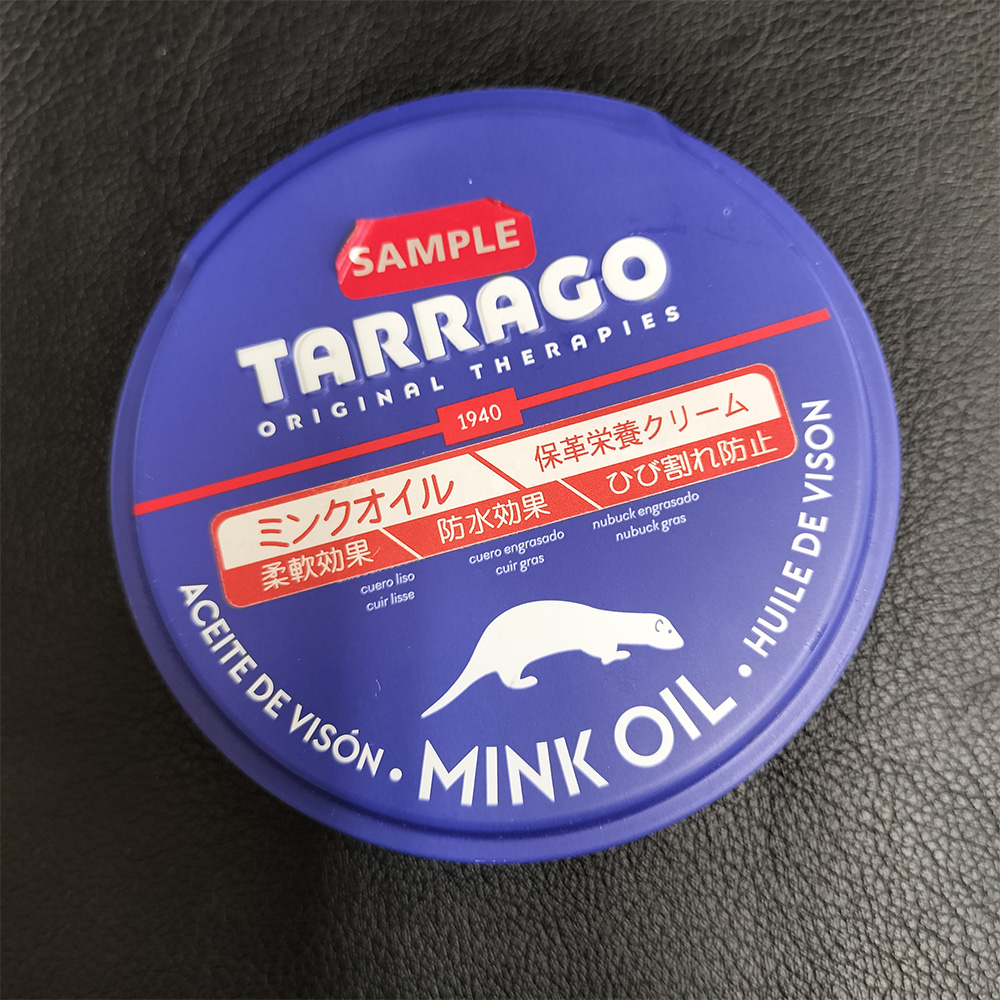 SAMPLE
TARRAGO
ORIGINAL THERAPIES
1940
ミンクオイル 保革栄養クリーム
柔軟効果 防水効果 ひび割れ防止
cuero liso
cuir lisse
cuero engrasado
cuir gras
nubuck engrasado
nubuck gras
ACEITE DE VISÓN • MINK OIL • HUILE DE VISON